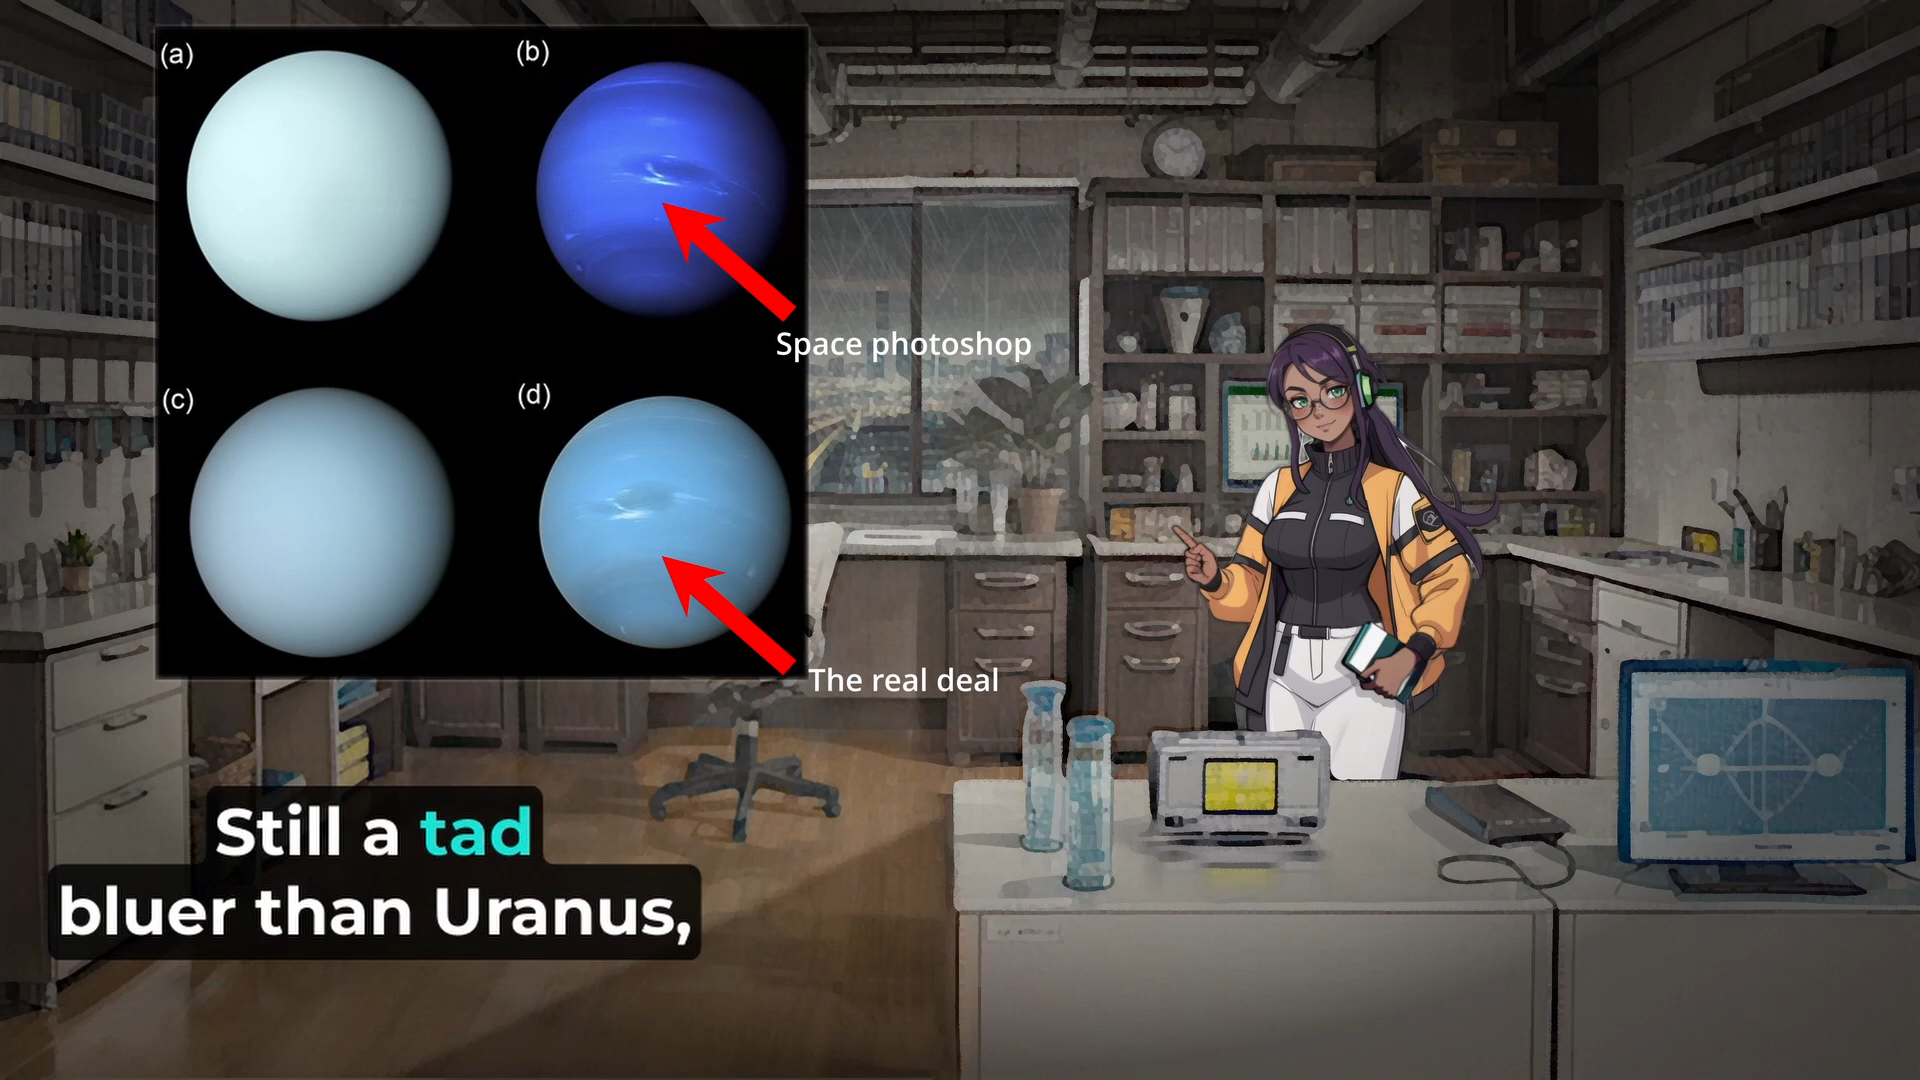 (a)
(b)
Space photoshop
(c)
(d)
The real deal
Still a tad
bluer than Uranus,